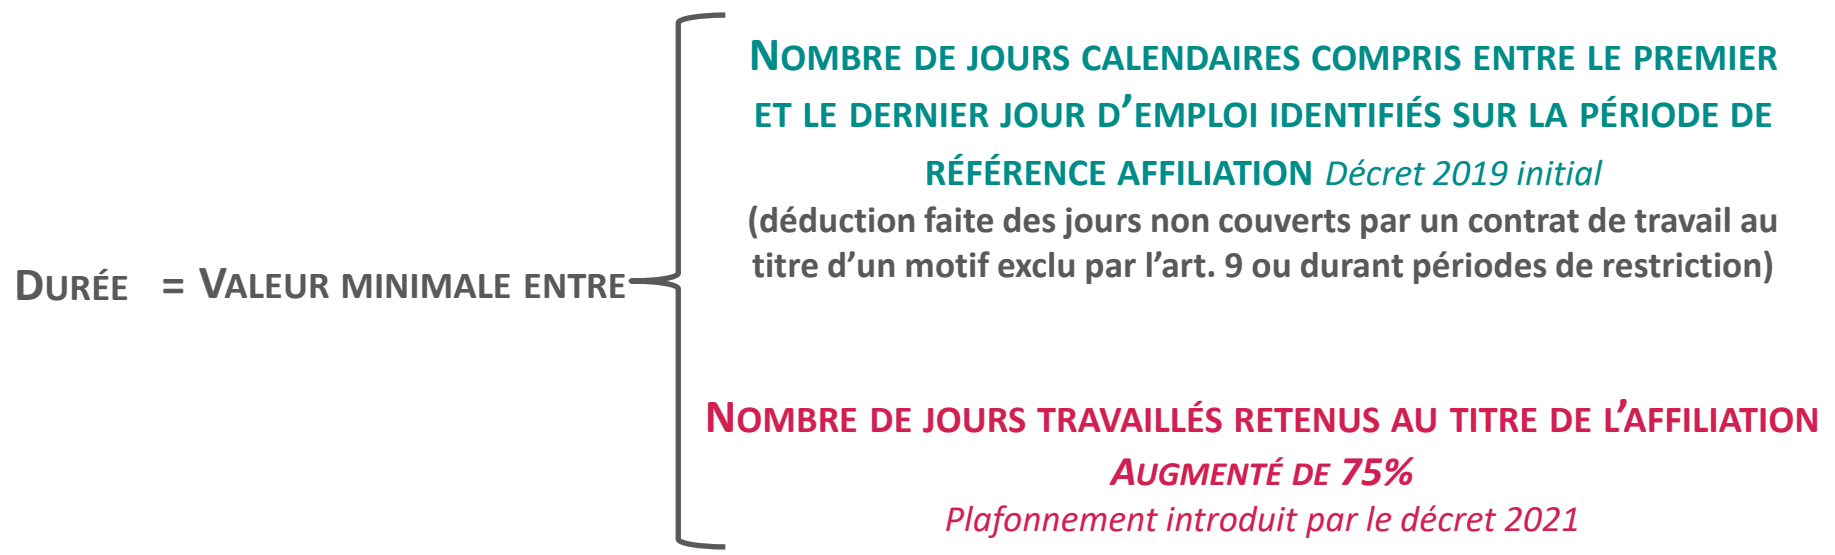 NOMBRE DE JOURS CALENDAIRES COMPRIS ENTRE LE PREMIER
ET LE DERNIER JOUR D’EMPLOI IDENTIFIÉS SUR LA PÉRIODE DE
RÉFÉRENCE AFFILIATION Décret 2019 initial
(déduction faite des jours non couverts par un contrat de travail au
titre d’un motif exclu par l’art. 9 ou durant périodes de restriction)
DURÉE = VALEUR MINIMALE ENTRE
NOMBRE DE JOURS TRAVAILLÉS RETENUS AU TITRE DE L’AFFILIATION
AUGMENTÉ DE 75%
Plafonnement introduit par le décret 2021